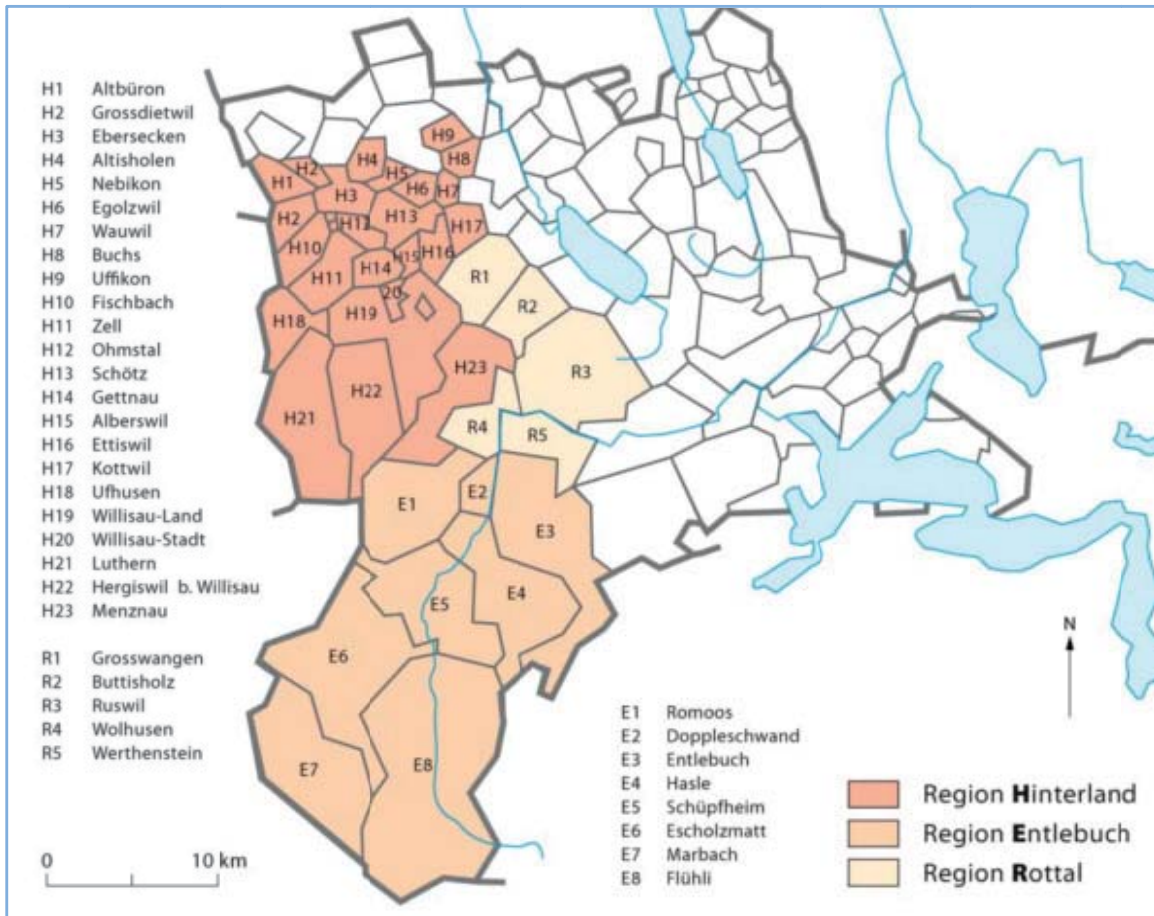 H1 Altbüron
H2 Grossdietwil
H3 Ebersecken
H4 Altisholen
H5 Nebikon
H6 Egolzwil
H7 Wauwil
H8 Buchs
H9 Uffikon
H10 Fischbach
H11 Zell
H12 Ohmstal
H13 Schötz
H14 Gettnau
H15 Alberswil
H16 Ettiswil
H17 Kottwil
H18 Ufhusen
H19 Willisau-Land
H20 Willisau-Stadt
H21 Luthern
H22 Hergiswil b. Willisau
H23 Menznau
R1 Grosswangen
R2 Buttisholz
R3 Ruswil
R4 Wolhusen
R5 Werthenstein
0 10 km
H9
H8
H4
H2
H5
H1
H6
H7
H3
H2
H12
H13
H17
H10
H16
H15
H14
H11
20
H19
H18
H23
H22
H21
R1
R2
R3
R4
R5
E1
E2
E3
E4
E5
E6
E7
E8
N
E1 Romoos
E2 Doppleschwand
E3 Entlebuch
E4 Hasle
E5 Schüpfheim
E6 Escholzmatt
E7 Marbach
E8 Flühli
Region Hinterland
Region Entlebuch
Region Rottal